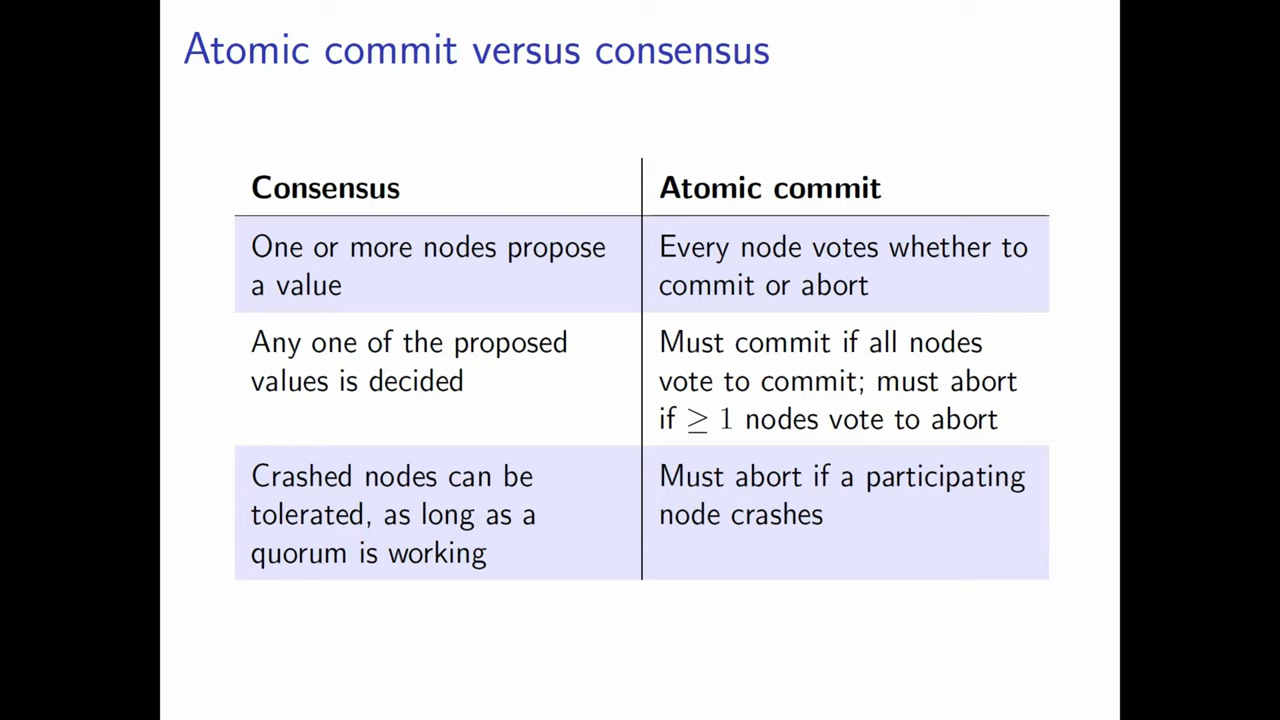 Atomic commit versus consensus
Consensus
Atomic commit
One or more nodes propose
a value
Every node votes whether to
commit or abort
Any one of the proposed
values is decided
Must commit if all nodes
vote to commit; must abort
if ≥ 1 nodes vote to abort
Crashed nodes can be
tolerated, as long as a
quorum is working
Must abort if a participating
node crashes